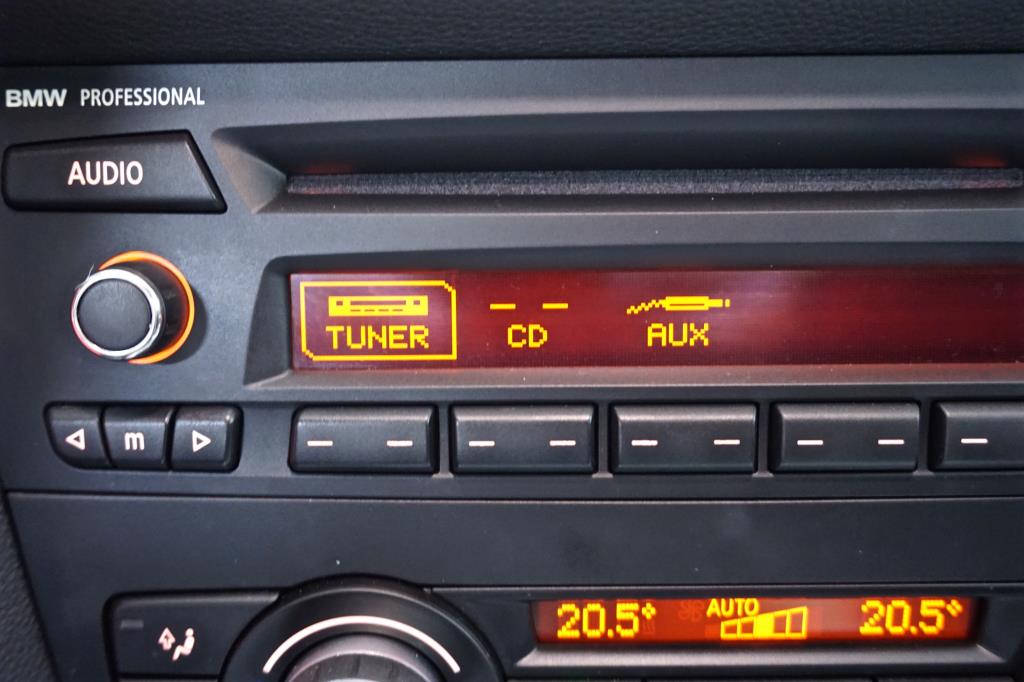 BMW PROFESSIONAL
AUDIO
TUNER
CD
AUX
m
20.5°
AUTO
20.5°